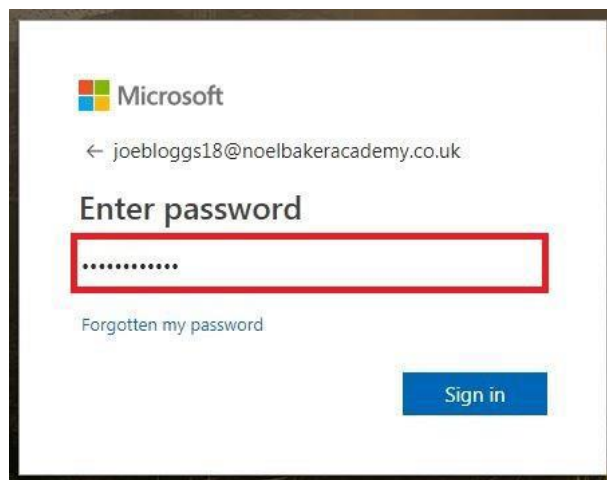 Microsoft
← joebloggs18@noelbakeracademy.co.uk
Enter password
••••••••••••
Forgotten my password
Sign in